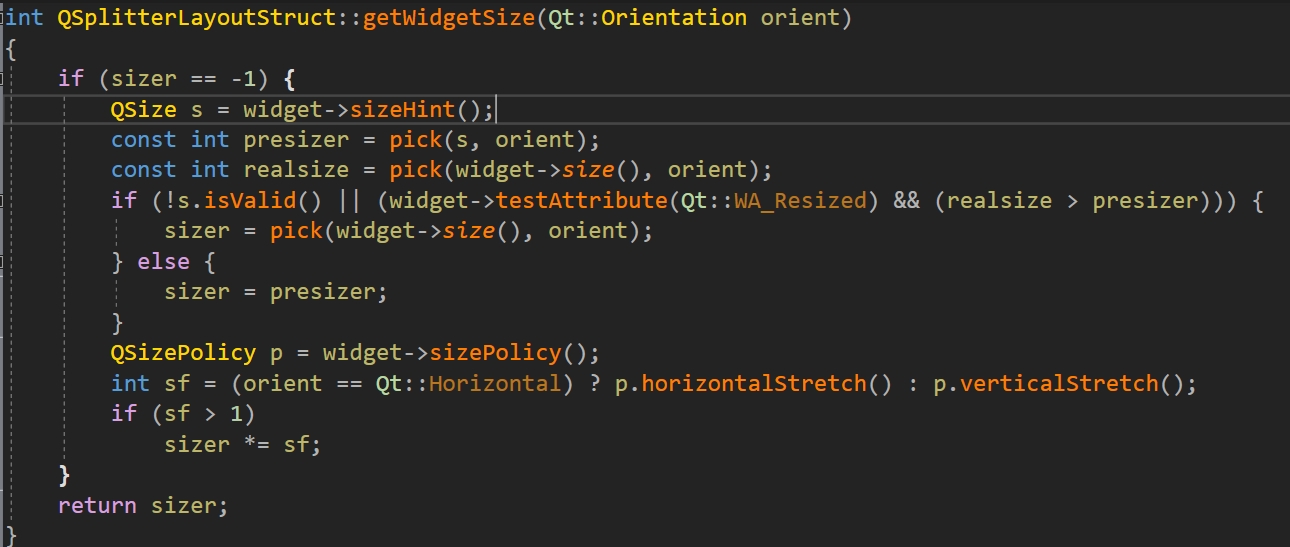 int QSplitterLayoutStruct::getWidgetSize(Qt::Orientation orient)
{
    if (sizer == -1) {
        QSize s = widget->sizeHint();
        const int presizer = pick(s, orient);
        const int realsize = pick(widget->size(), orient);
        if (!s.isValid() || (widget->testAttribute(Qt::WA_Resized) && (realsize > presizer))) {
            sizer = pick(widget->size(), orient);
        } else {
            sizer = presizer;
        }
        QSizePolicy p = widget->sizePolicy();
        int sf = (orient == Qt::Horizontal) ? p.horizontalStretch() : p.verticalStretch();
        if (sf > 1)
            sizer *= sf;
    }
    return sizer;
}